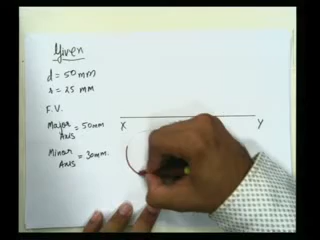 Given
d = 50 mm
r = 25 mm
F.V.
Major
Axis = 50mm
Minor
Axis = 30mm.
X Y